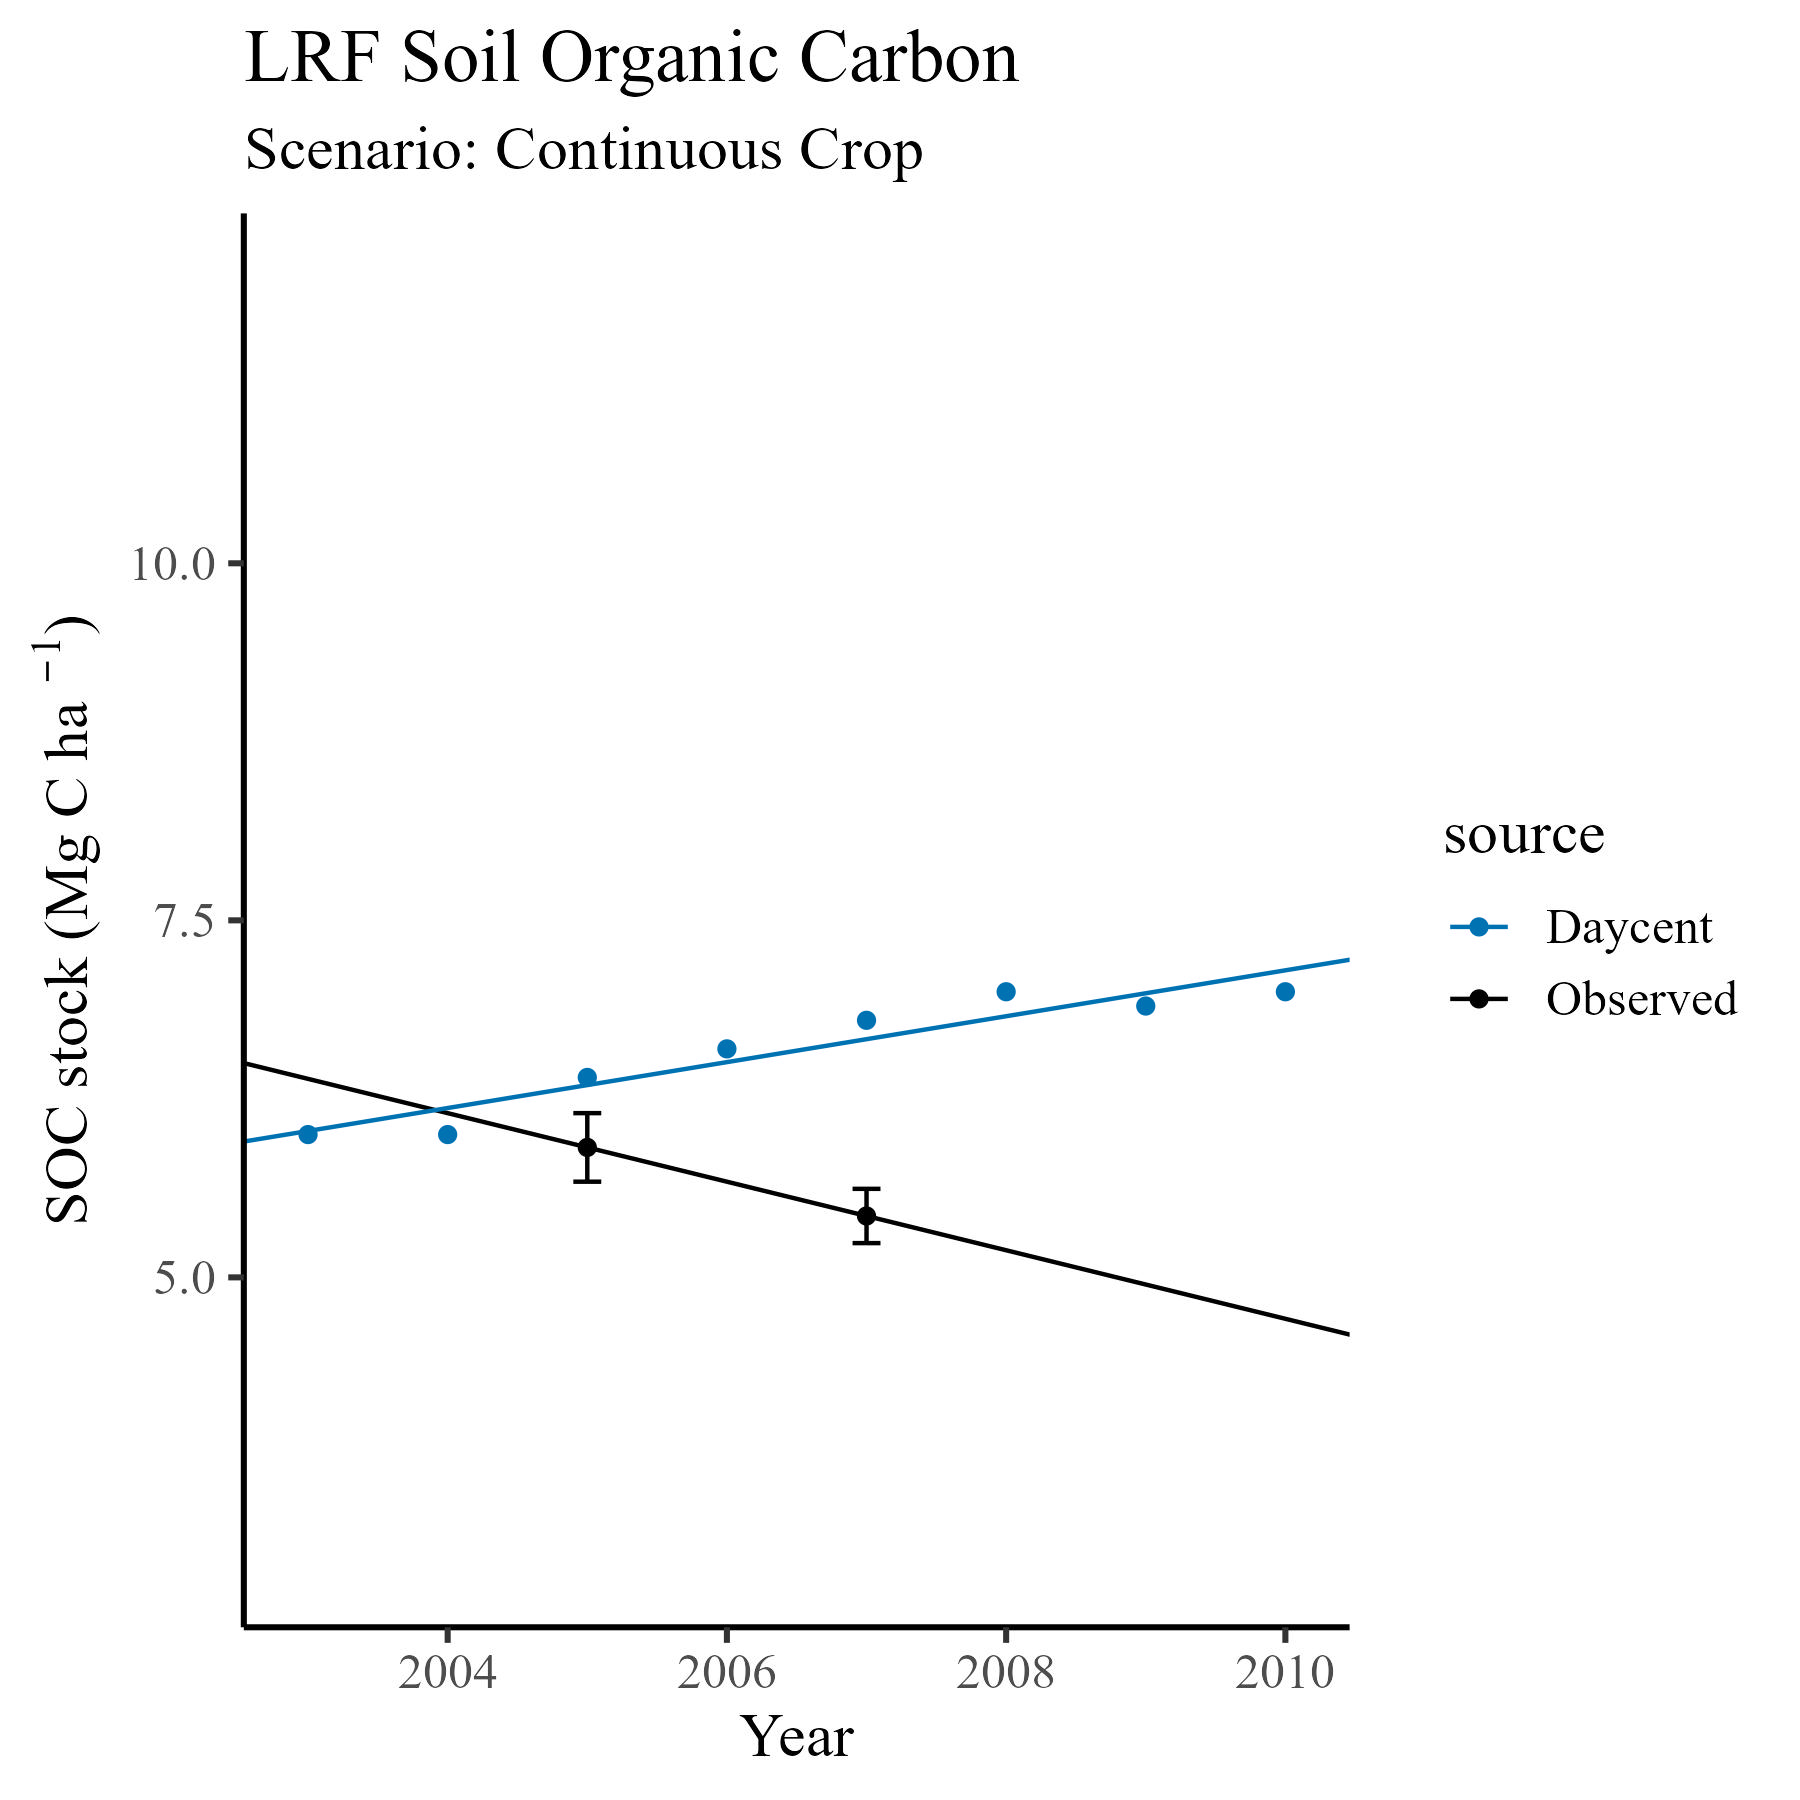 LRF Soil Organic Carbon
Scenario: Continuous Crop
SOC stock (Mg C ha ⁻¹)
10.0
7.5
5.0
2004 2006 2008 2010
Year
source
Daycent
Observed